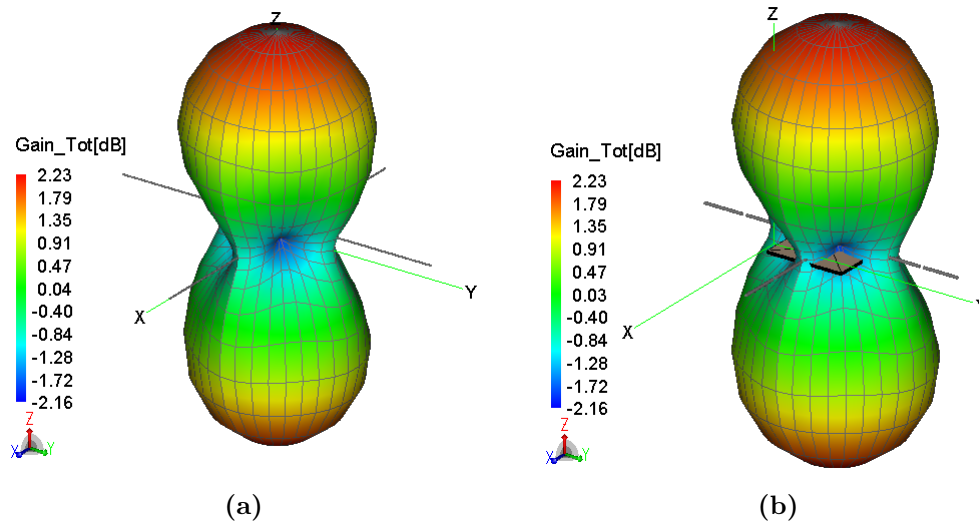 Z
Gain_Tot[dB]
2.23
1.79
1.35
0.91
0.47
0.04
-0.40
-0.84
-1.28
-1.72
-2.16
X
Y
Z
X
Y
(a)
Z
Gain_Tot[dB]
2.23
1.79
1.35
0.91
0.47
0.03
-0.40
-0.84
-1.28
-1.72
-2.16
X
Z
X
Y
(b)